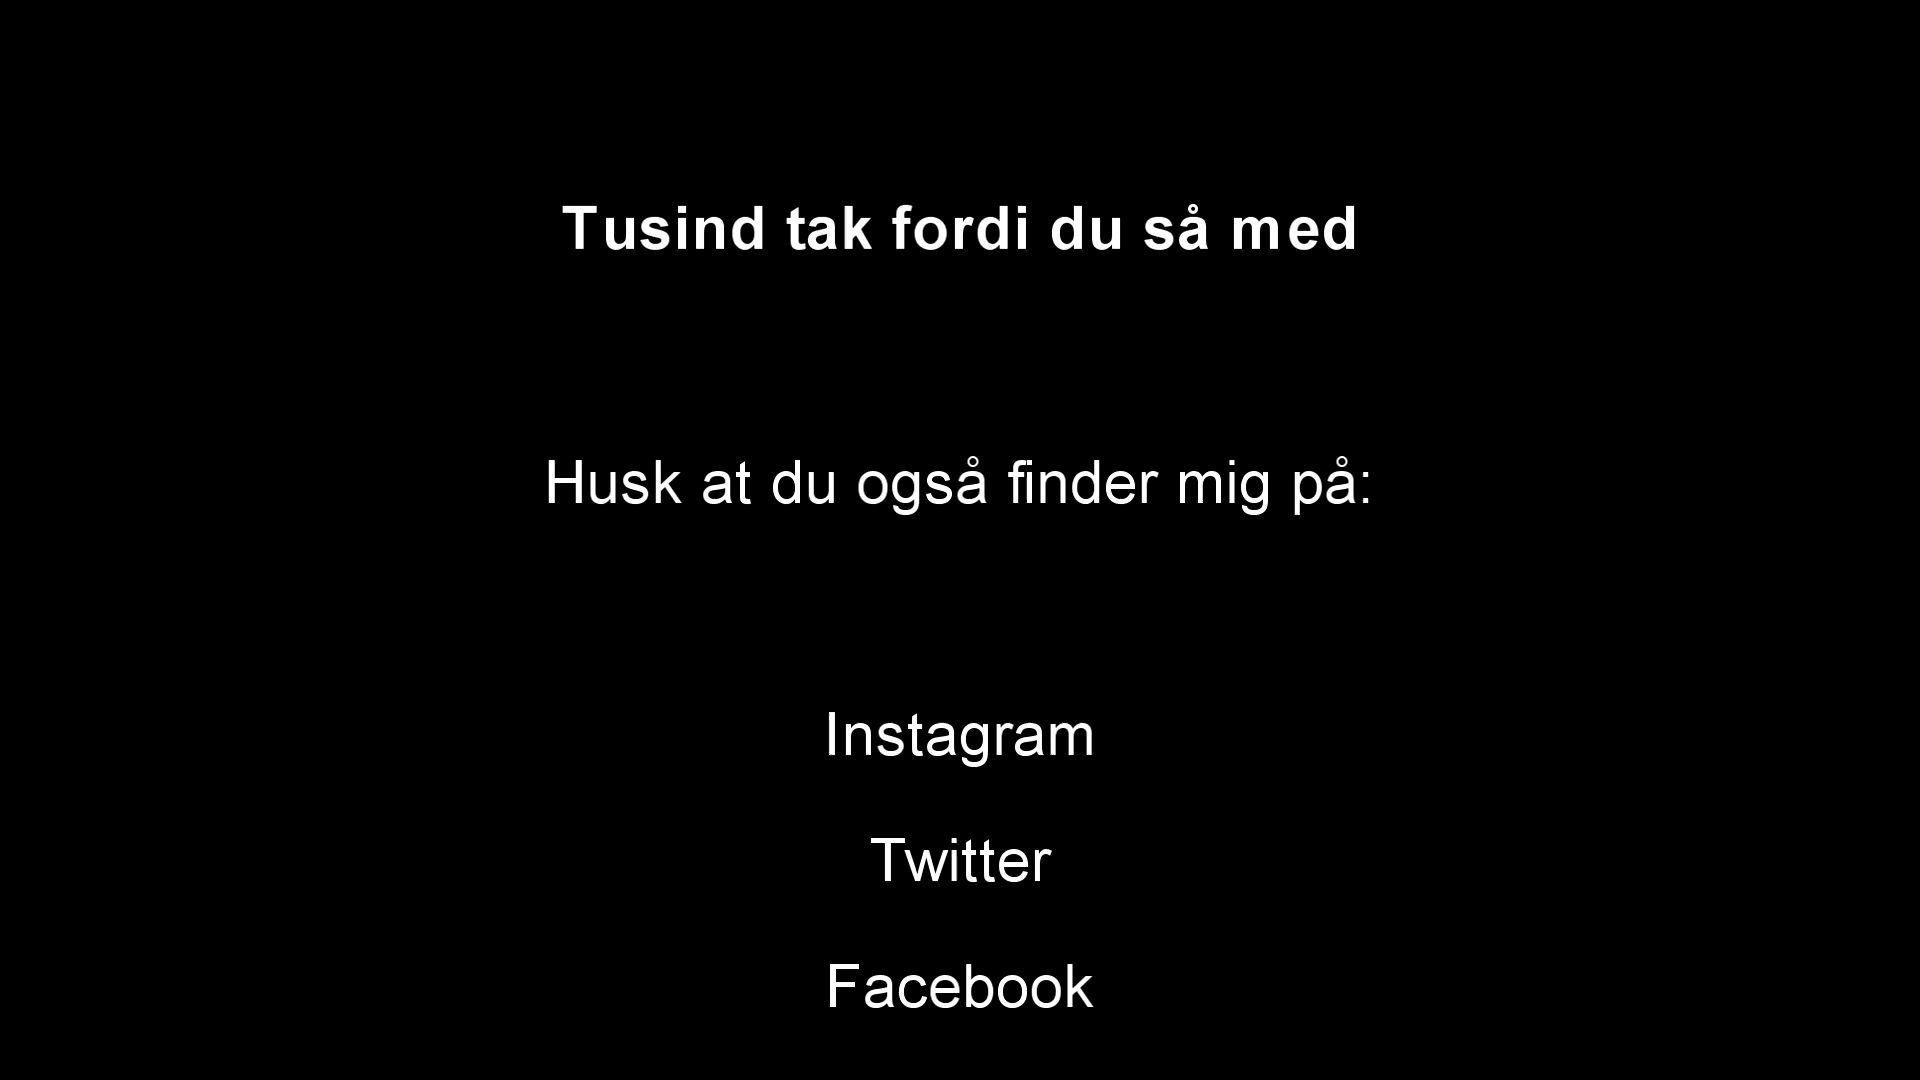 Tusind tak fordi du så med
Husk at du også finder mig på:
Instagram
Twitter
Facebook